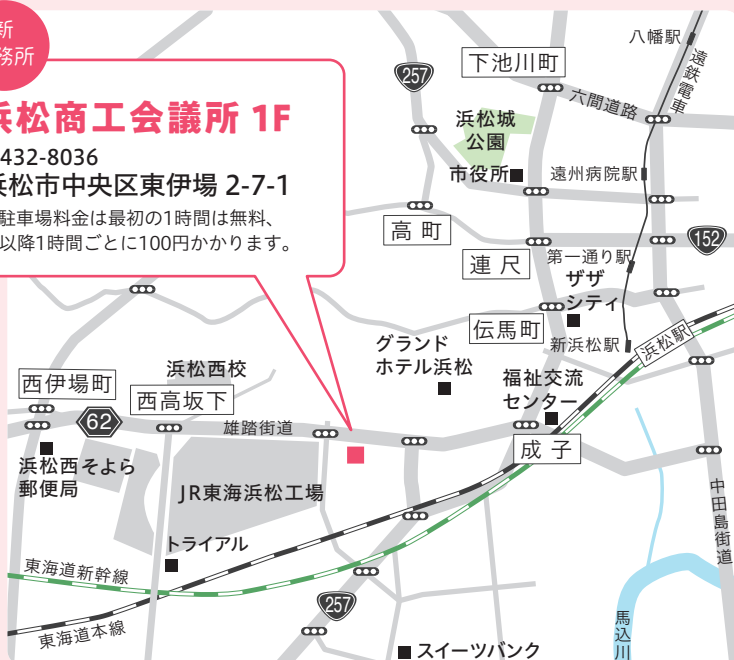 新
務所
浜松商工会議所 1F
432-8036
浜松市中央区東伊場 2-7-1
駐車場料金は最初の1時間は無料、
以降1時間ごとに100円かかります。
八幡駅
遠鉄電車
257
下池川町
六間道路
浜松城
公園
市役所
遠州病院駅
高町
連尺
152
第一通り駅
ザザ
シティ
伝馬町
新浜松駅
浜松駅
グランド
ホテル浜松
福祉交流
センター
成子
浜松西校
西伊場町
西高坂下
62
雄踏街道
浜松西そよら
郵便局
JR東海浜松工場
トライアル
東海道新幹線
東海道本線
257
中田島街道
馬込川
スイーツバンク